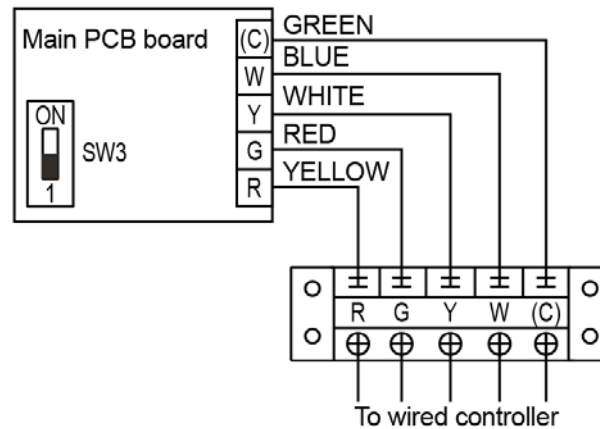 Main PCB board
ON
SW3
1
(C) GREEN
W BLUE
Y WHITE
G RED
R YELLOW
R G Y W (C)
To wired controller